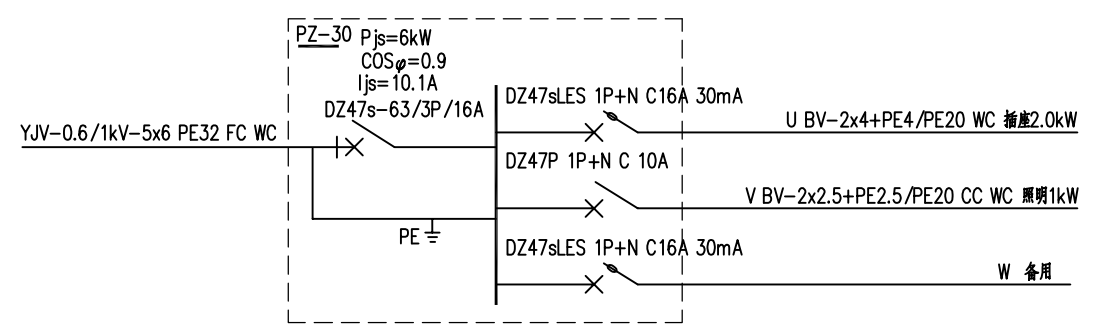 PZ-30
Pjs=6kW
COSφ=0.9
Ijs=10.1A
DZ47s-63/3P/16A
YJV-0.6/1kV-5x6 PE32 FC WC
PE
DZ47sLES 1P+N C16A 30mA
U BV-2x4+PE4/PE20 WC 插座2.0kW
DZ47P 1P+N C 10A
V BV-2x2.5+PE2.5/PE20 CC WC 照明1kW
DZ47sLES 1P+N C16A 30mA
W 备用